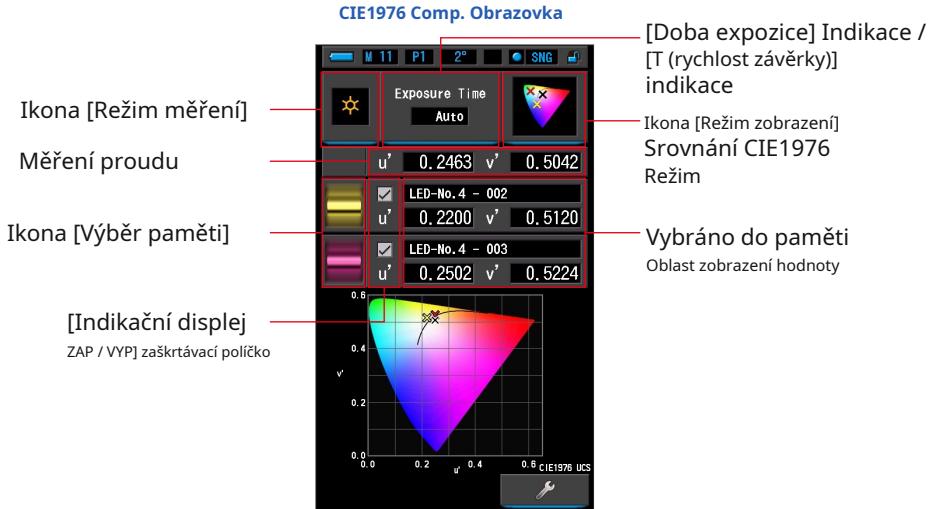 CIE1976 Comp. Obrazovka
[Doba expozice] Indikace /
[T (rychlost závěrky)]
indikace
M 11 P1 2° SNG
Ikona [Režim měření]
Exposure Time
Auto
Ikona [Režim zobrazení]
Srovnání CIE1976
Režim
Měření proudu
u' 0.2463 v' 0.5042
LED-No.4 - 002
u' 0.2200 v' 0.5120
Ikona [Výběr paměti]
LED-No.4 - 003
u' 0.2502 v' 0.5224
Vybráno do paměti
Oblast zobrazení hodnoty
[Indikační displej
ZAP / VYP] zaškrtávací políčko
0.6
0.4
v'
0.2
0.0
0.0 0.2 u' 0.4 0.6 CIE1976 UCS